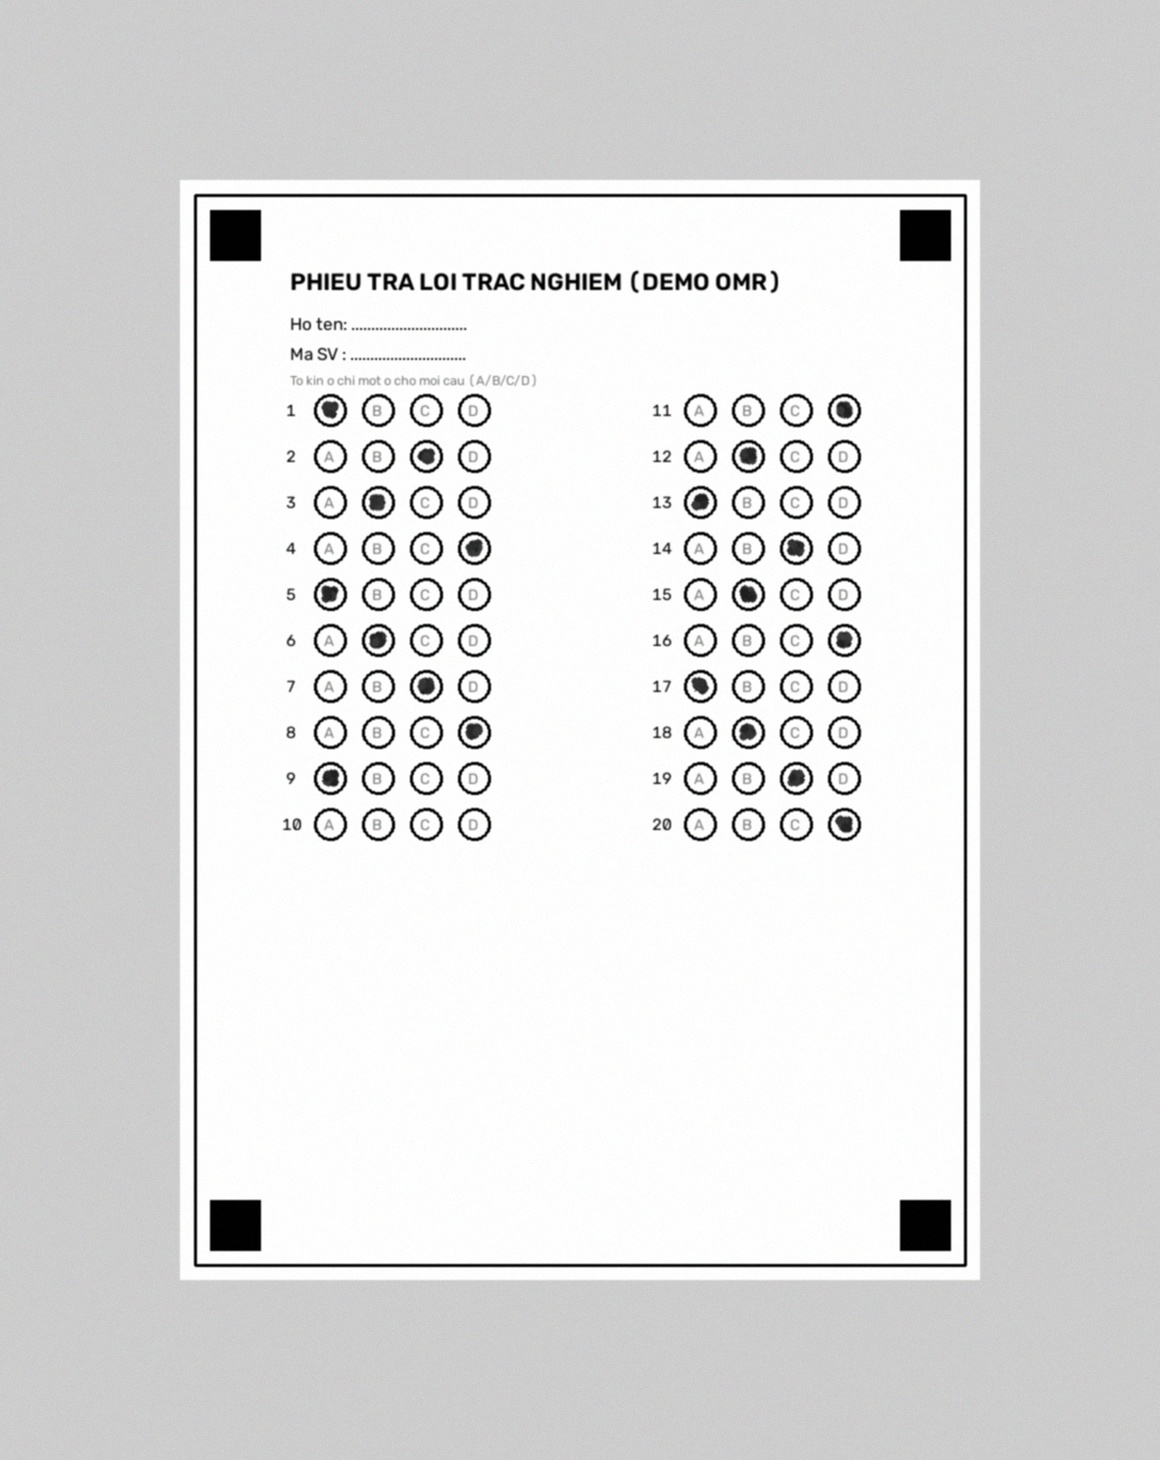 PHIEU TRA LOI TRAC NGHIEM (DEMO OMR)
Ho ten: .............................
Ma SV : .............................
To kin o chi mot o cho moi cau (A/B/C/D)
1 B C D
2 A B D
3 A C D
4 A B C
5 B C D
6 A C D
7 A B D
8 A B C
9 B C D
10 A B C D
11 A B C
12 A C D
13 B C D
14 A B D
15 A C D
16 A B C
17 B C D
18 A C D
19 A B D
20 A B C